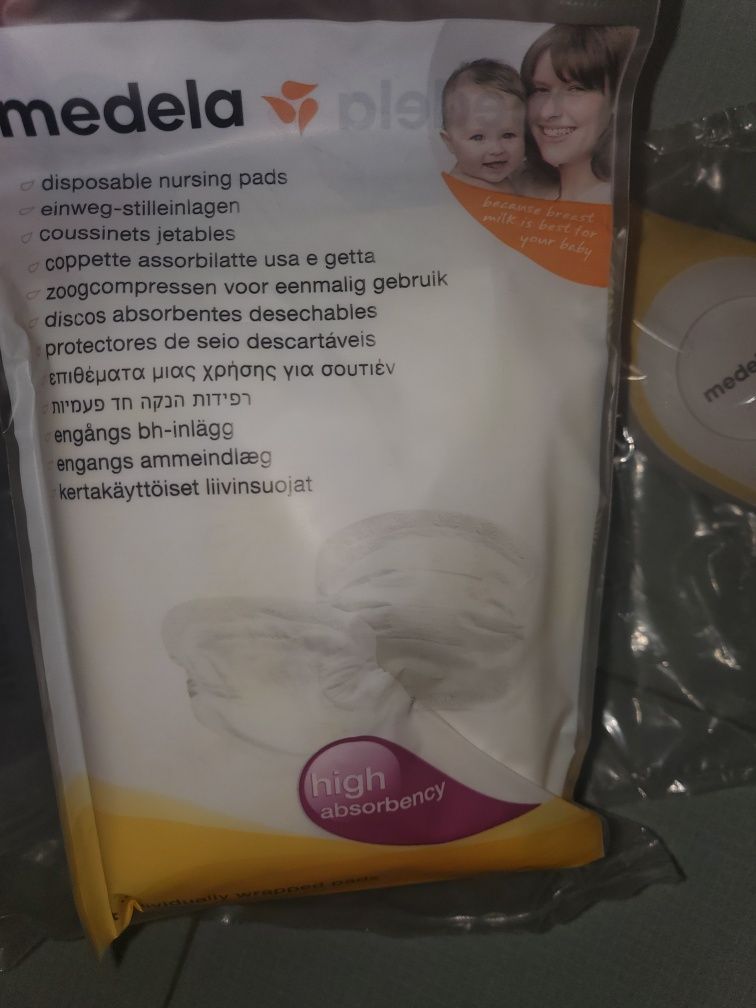 medela
because breast
milk is best for
your baby
disposable nursing pads
einweg-stilleinlagen
coussinets jetables
coppette assorbilatte usa e getta
zoogcompressen voor eenmalig gebruik
discos absorbentes desechables
protectores de seio descartáveis
επιθέματα μιας χρήσης για σουτιέν
רפידות הנקה חד פעמיות
engångs bh-inlägg
engangs ammeindlæg
kertakäyttöiset liivinsuojat
high
absorbency
wrapped pads